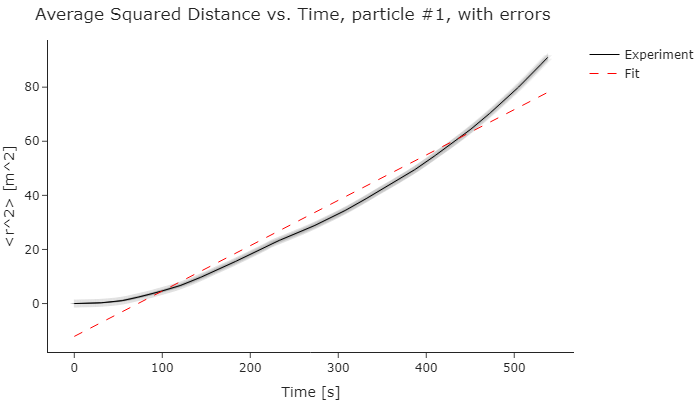 Average Squared Distance vs. Time, particle #1, with errors
Experiment
Fit
<r^2> [m^2]
80
60
40
20
0
0 100 200 300 400 500
Time [s]